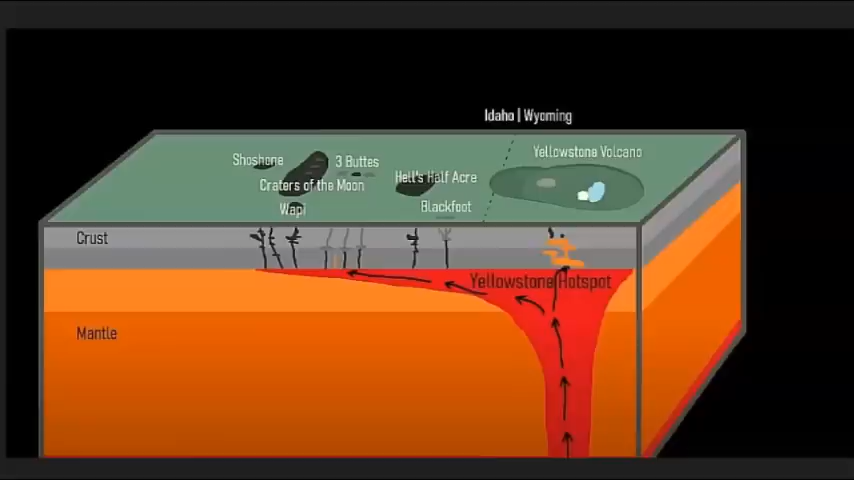 Idaho | Wyoming
Yellowstone Volcano
Shoshone
3 Buttes
Craters of the Moon
Hell's Half Acre
Wapi
Blackfoot
Crust
Yellowstone Hotspot
Mantle